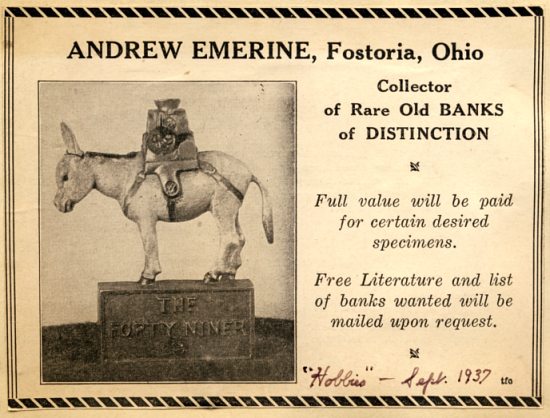 ANDREW EMERINE, Fostoria, Ohio
Collector
of Rare Old BANKS
of DISTINCTION
Full value will be paid
for certain desired
specimens.
Free Literature and list
of banks wanted will be
mailed upon request.
THE
FORTY NINER
"Hobbies" — Sept. 1937
tfo